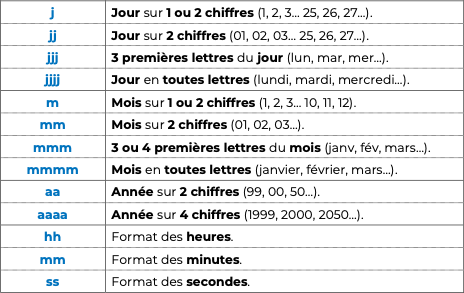 j Jour sur 1 ou 2 chiffres (1, 2, 3... 25, 26, 27...).
jj Jour sur 2 chiffres (01, 02, 03... 25, 26, 27...).
jjj 3 premières lettres du jour (lun, mar, mer...).
jjjj Jour en toutes lettres (lundi, mardi, mercredi...).
m Mois sur 1 ou 2 chiffres (1, 2, 3... 10, 11, 12).
mm Mois sur 2 chiffres (01, 02, 03...).
mmm 3 ou 4 premières lettres du mois (janv, fév, mars...).
mmmm Mois en toutes lettres (janvier, février, mars...).
aa Année sur 2 chiffres (99, 00, 50...).
aaaa Année sur 4 chiffres (1999, 2000, 2050...).
hh Format des heures.
mm Format des minutes.
ss Format des secondes.